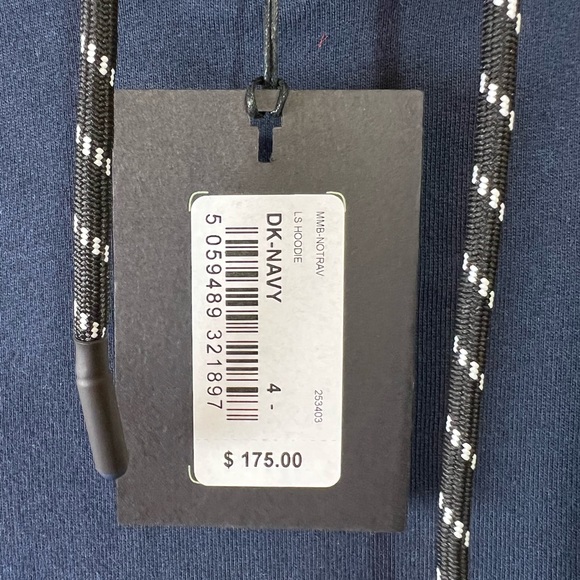 MMB-NOTRAV 253403
LS HOODIE
DK-NAVY 4 -
5 059489 321897
$ 175.00